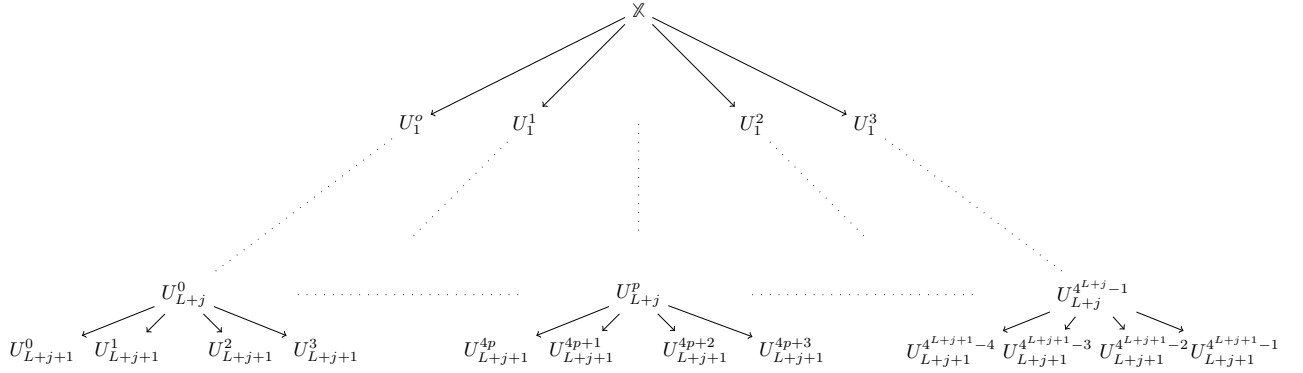 𝕏
U_1^o U_1^1 U_1^2 U_1^3
U_{L+j}^0 U_{L+j}^p U_{L+j}^{4^{L+j}-1}
U_{L+j+1}^0 U_{L+j+1}^1 U_{L+j+1}^2 U_{L+j+1}^3 U_{L+j+1}^{4p} U_{L+j+1}^{4p+1} U_{L+j+1}^{4p+2} U_{L+j+1}^{4p+3} U_{L+j+1}^{4^{L+j+1}-4} U_{L+j+1}^{4^{L+j+1}-3} U_{L+j+1}^{4^{L+j+1}-2} U_{L+j+1}^{4^{L+j+1}-1}